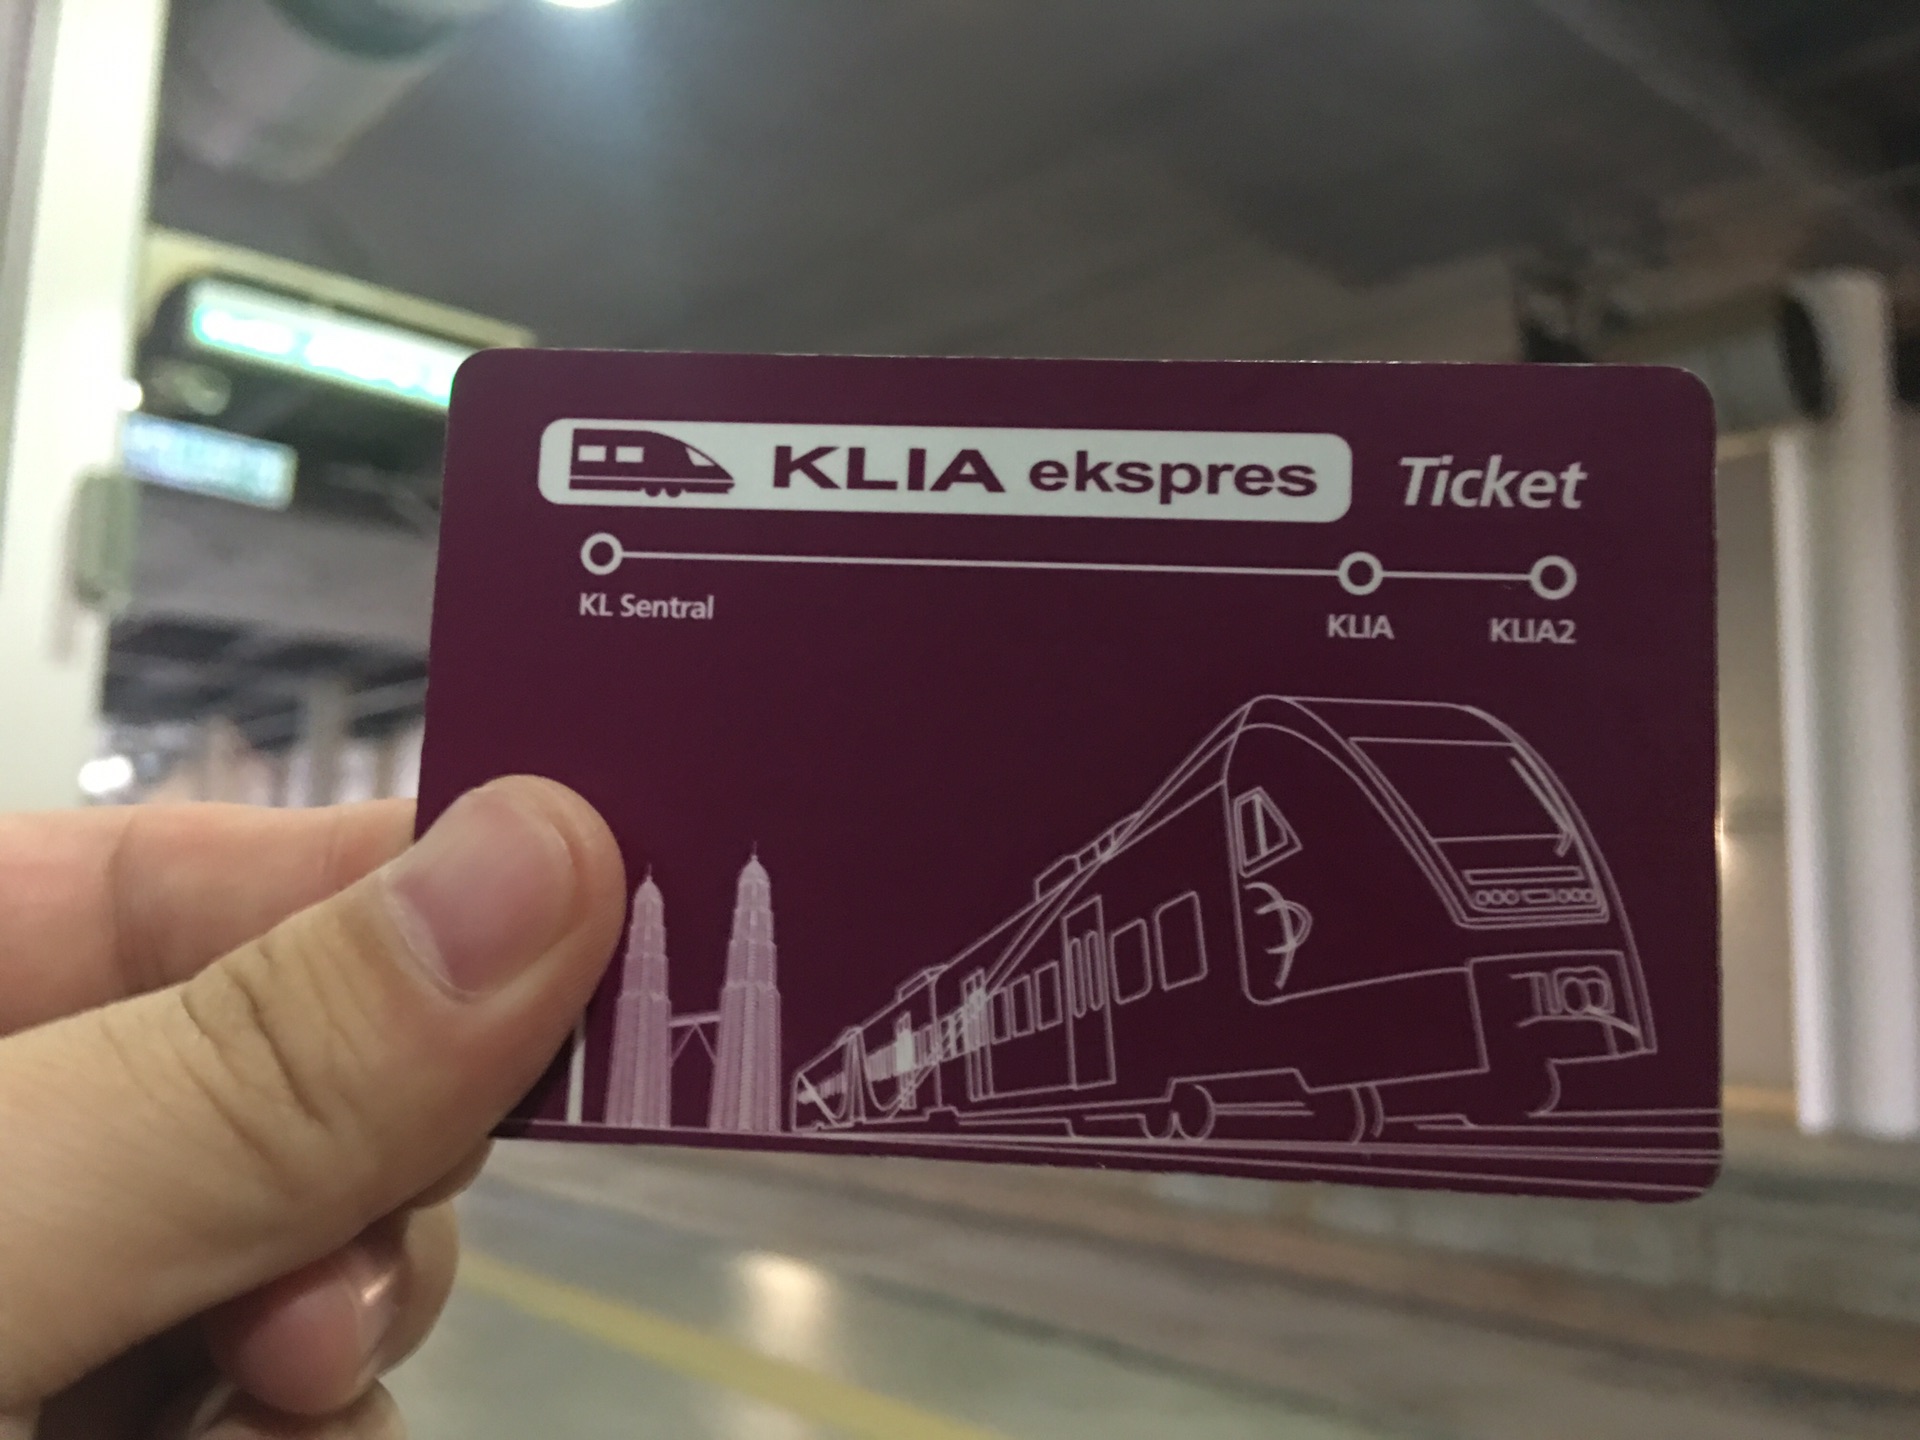 KLIA ekspres Ticket
KL Sentral KLIA KLIA2